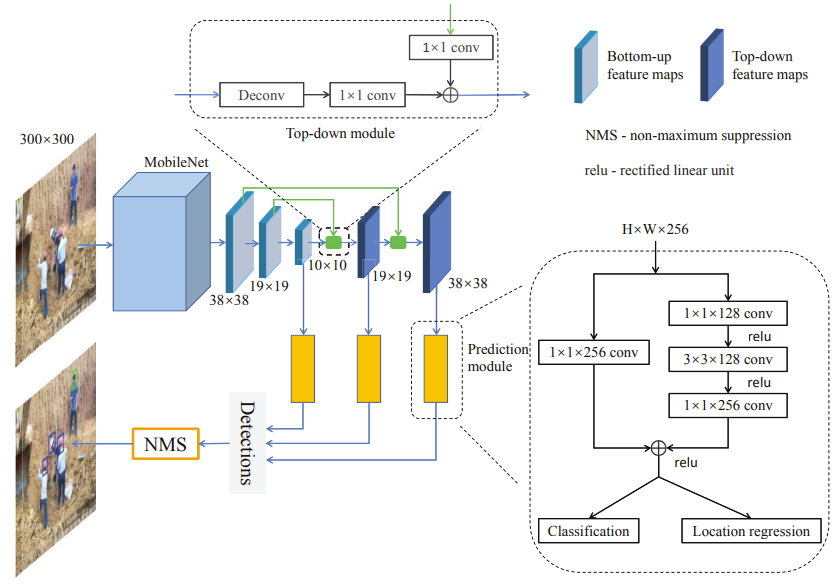 1×1 conv
Deconv
1×1 conv
Top-down module
Bottom-up
feature maps
Top-down
feature maps
NMS - non-maximum suppression
relu - rectified linear unit
300×300
MobileNet
38×38
19×19
10×10
19×19
38×38
Prediction
module
Detections
NMS
H×W×256
1×1×256 conv
1×1×128 conv
relu
3×3×128 conv
relu
1×1×256 conv
relu
Classification
Location regression